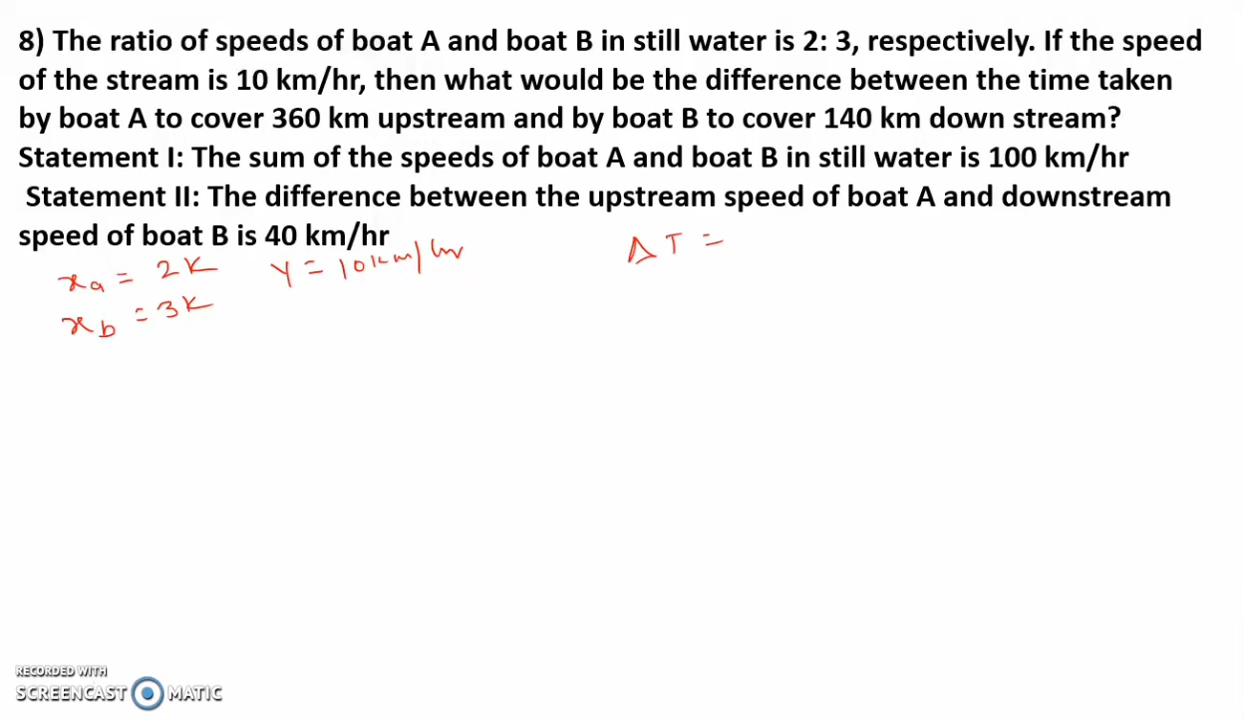 8) The ratio of speeds of boat A and boat B in still water is 2: 3, respectively. If the speed
of the stream is 10 km/hr, then what would be the difference between the time taken
by boat A to cover 360 km upstream and by boat B to cover 140 km down stream?
Statement I: The sum of the speeds of boat A and boat B in still water is 100 km/hr
Statement II: The difference between the upstream speed of boat A and downstream
speed of boat B is 40 km/hr
xa = 2K Y = 10km/hr ΔT =
xb = 3K
RECORDED WITH
SCREENCAST MATIC